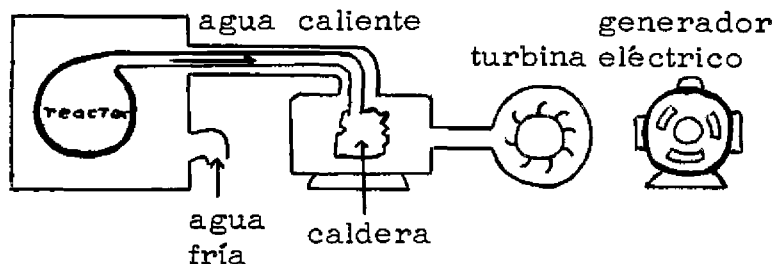 agua caliente
generador
turbina eléctrico
reactor
agua
fría
caldera